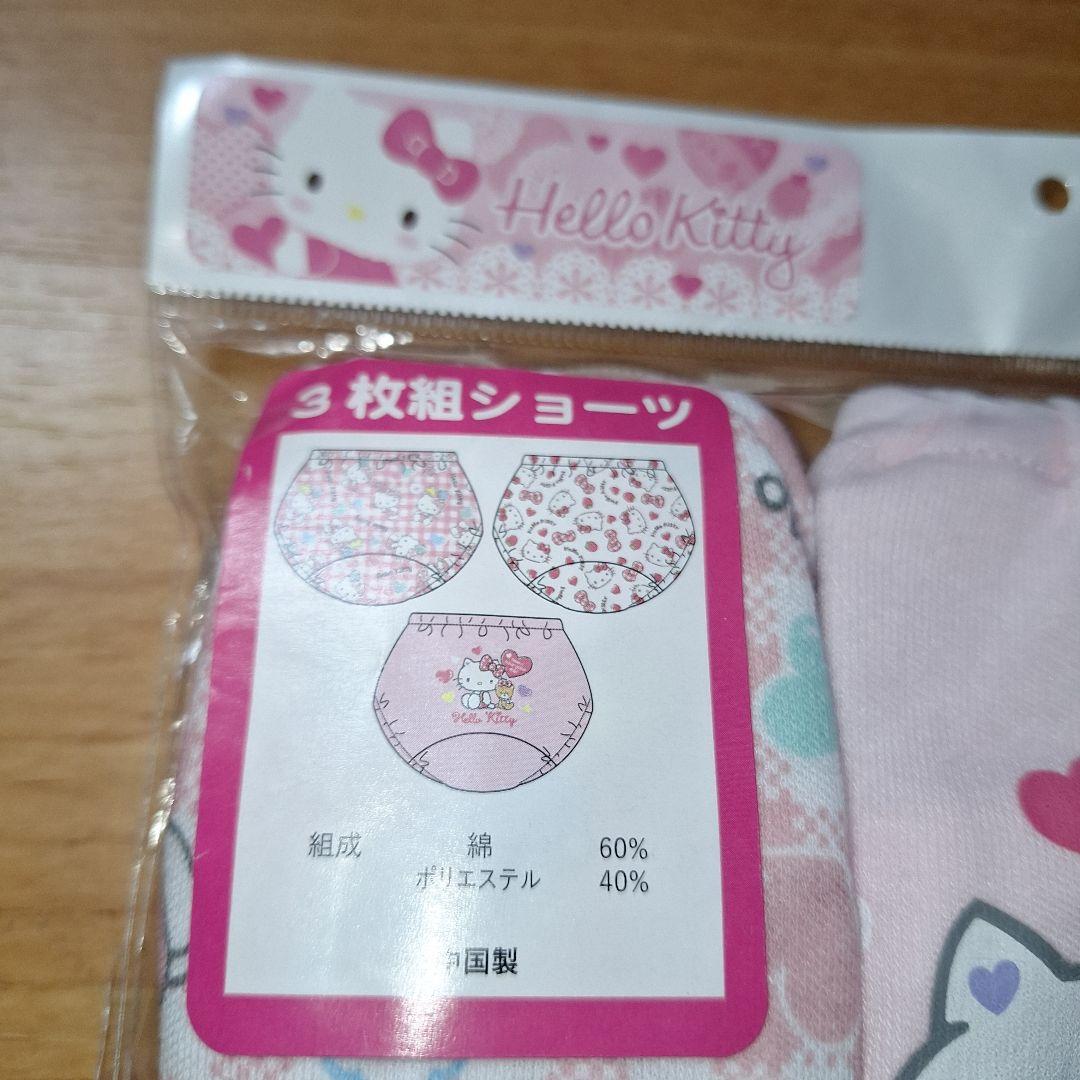 Hello Kitty
3枚組ショーツ
Hello Kitty
組成 綿 60%
ポリエステル 40%
中国製